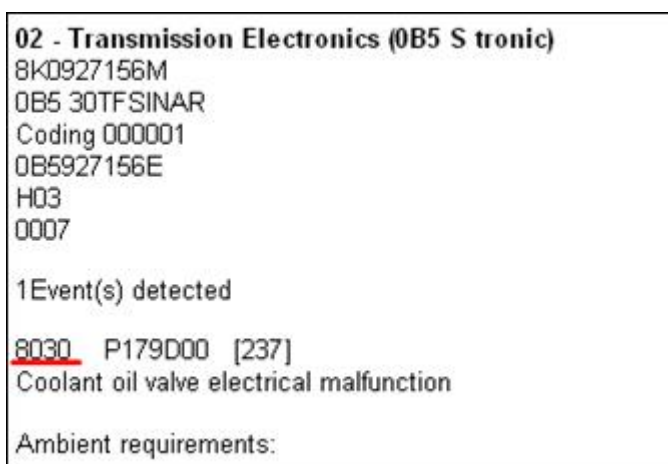 02 - Transmission Electronics (0B5 S tronic)
8K0927156M
0B5 30TFSINAR
Coding 000001
0B5927156E
H03
0007
1Event(s) detected
8030 P179D00 [237]
Coolant oil valve electrical malfunction
Ambient requirements: